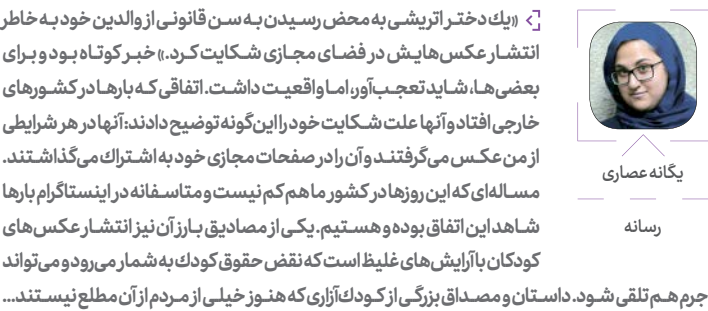 «یك دختر اتریشی به محض رسیدن به سن قانونی از والدین خود به خاطر
انتشار عکس‌هایش در فضای مجازی شکایت کرد.» خبر کوتاه بود و برای
بعضی‌ها، شاید تعجب‌آور، اما واقعیت داشت. اتفاقی که بارها در کشورهای
خارجی افتاد و آنها علت شکایت خود را این‌گونه توضیح دادند: آنها در هر شرایطی
از من عکس می‌گرفتند و آن را در صفحات مجازی خود به اشتراك می‌گذاشتند.
مساله‌ای که این روزها در کشور ما هم کم نیست و متاسفانه در اینستاگرام بارها
شاهد این اتفاق بوده و هستیم. یکی از مصادیق بارز آن نیز انتشار عکس‌های
کودکان با آرایش‌های غلیظ است که نقض حقوق کودك به شمار می‌رود و می‌تواند
جرم هم تلقی شود. داستان و مصداق بزرگی از کودك‌آزاری که هنوز خیلی از مردم از آن مطلع نیستند...
یگانه عصاری
رسانه